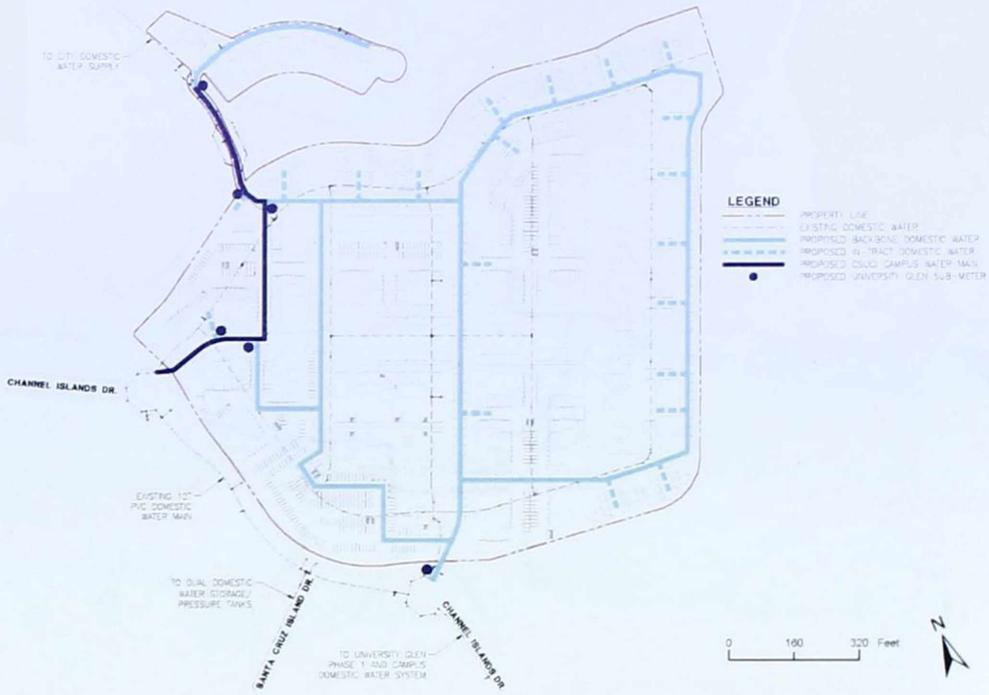 TO CITY DOMESTIC
WATER SUPPLY
LEGEND
PROPERTY LINE
EXISTING DOMESTIC WATER
PROPOSED BACKBONE DOMESTIC WATER
PROPOSED IN-TRACT DOMESTIC WATER
PROPOSED CSUCI CAMPUS WATER MAIN
PROPOSED UNIVERSITY GLEN SUB-METER
CHANNEL ISLANDS DR.
EXISTING 12"
PVC DOMESTIC
WATER MAIN
TO DUAL DOMESTIC
WATER STORAGE/
PRESSURE TANKS
SANTA CRUZ ISLAND DR.
CHANNEL ISLANDS DR.
TO UNIVERSITY GLEN
PHASE 1 AND CAMPUS
DOMESTIC WATER SYSTEM
0 160 320 Feet
N